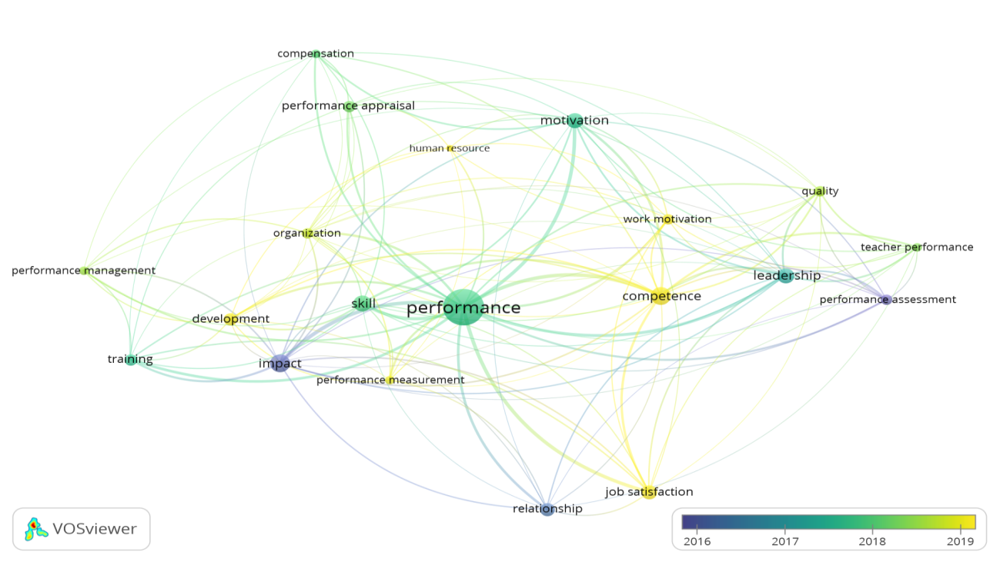 compensation
performance appraisal
motivation
human resource
quality
work motivation
organization
teacher performance
performance management
leadership
competence
performance assessment
skill
performance
development
training
impact
performance measurement
job satisfaction
relationship
VOSviewer
2016 2017 2018 2019